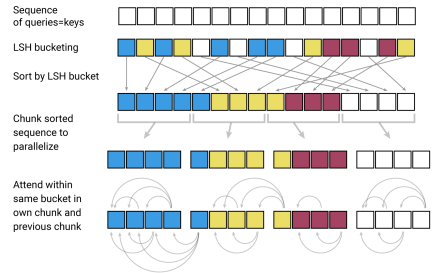 Sequence
of queries=keys
LSH bucketing
Sort by LSH bucket
Chunk sorted
sequence to
parallelize
Attend within
same bucket in
own chunk and
previous chunk